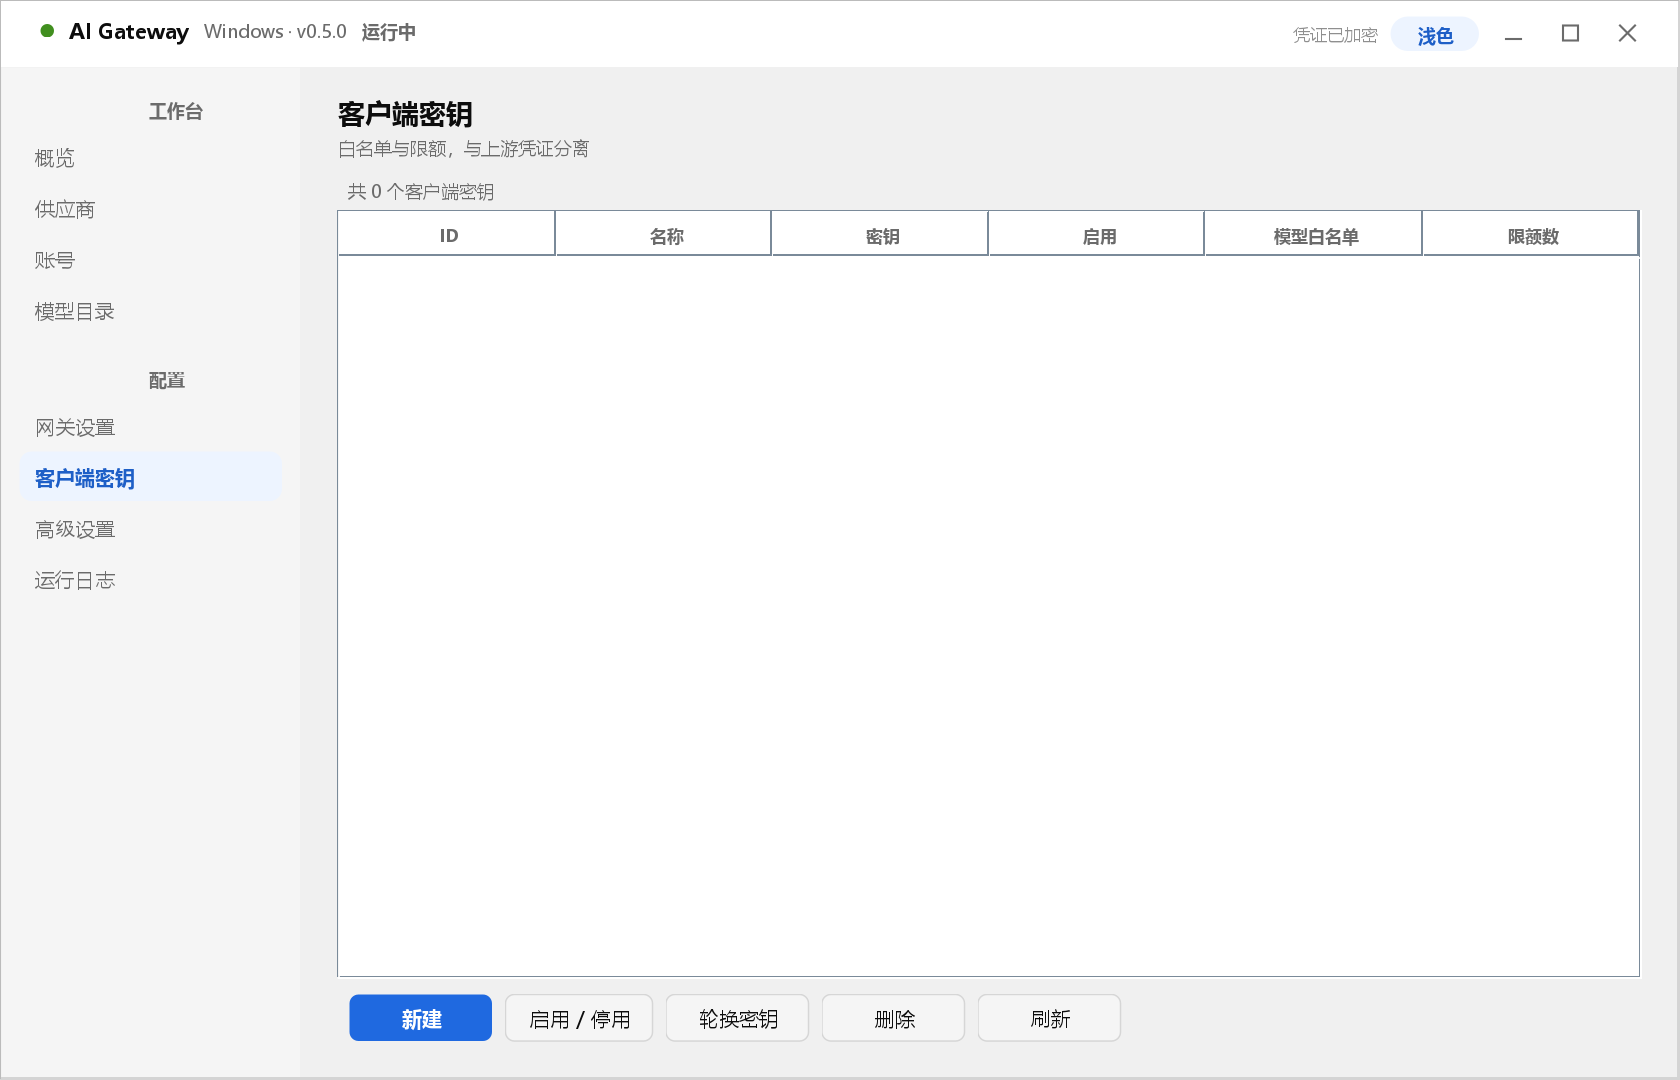 AI Gateway Windows · v0.5.0 运行中
凭证已加密 浅色
工作台
概览
供应商
账号
模型目录
配置
网关设置
客户端密钥
高级设置
运行日志
客户端密钥
白名单与限额，与上游凭证分离
共 0 个客户端密钥
ID 名称 密钥 启用 模型白名单 限额数
新建 启用 / 停用 轮换密钥 删除 刷新